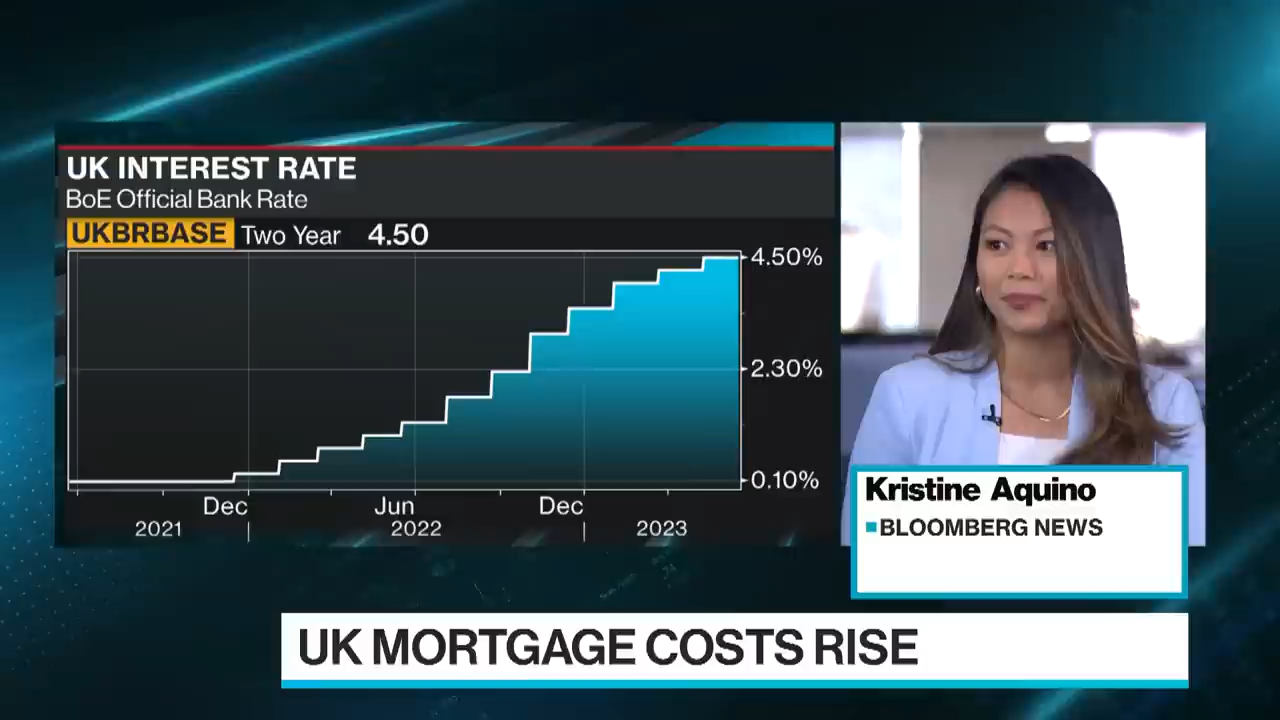 UK INTEREST RATE
BoE Official Bank Rate
UKBRBASE Two Year 4.50
4.50%
2.30%
0.10%
Dec Jun Dec
2021 2022 2023
Kristine Aquino
BLOOMBERG NEWS
UK MORTGAGE COSTS RISE